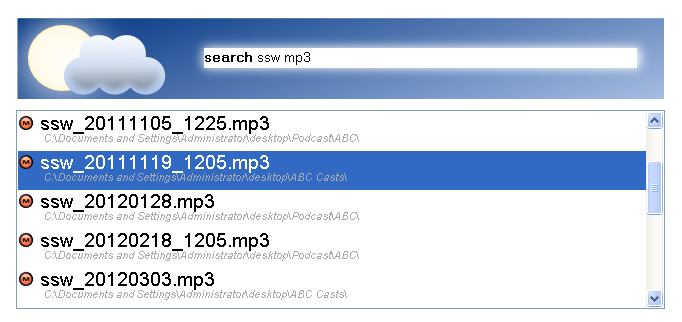 search ssw mp3
ssw_20111105_1225.mp3
C:\Documents and Settings\Administrator\desktop\Podcast\ABC\
ssw_20111119_1205.mp3
C:\Documents and Settings\Administrator\desktop\ABC Casts\
ssw_20120128.mp3
C:\Documents and Settings\Administrator\desktop\Podcast\ABC\
ssw_20120218_1205.mp3
C:\Documents and Settings\Administrator\desktop\Podcast\ABC\
ssw_20120303.mp3
C:\Documents and Settings\Administrator\desktop\ABC Casts\